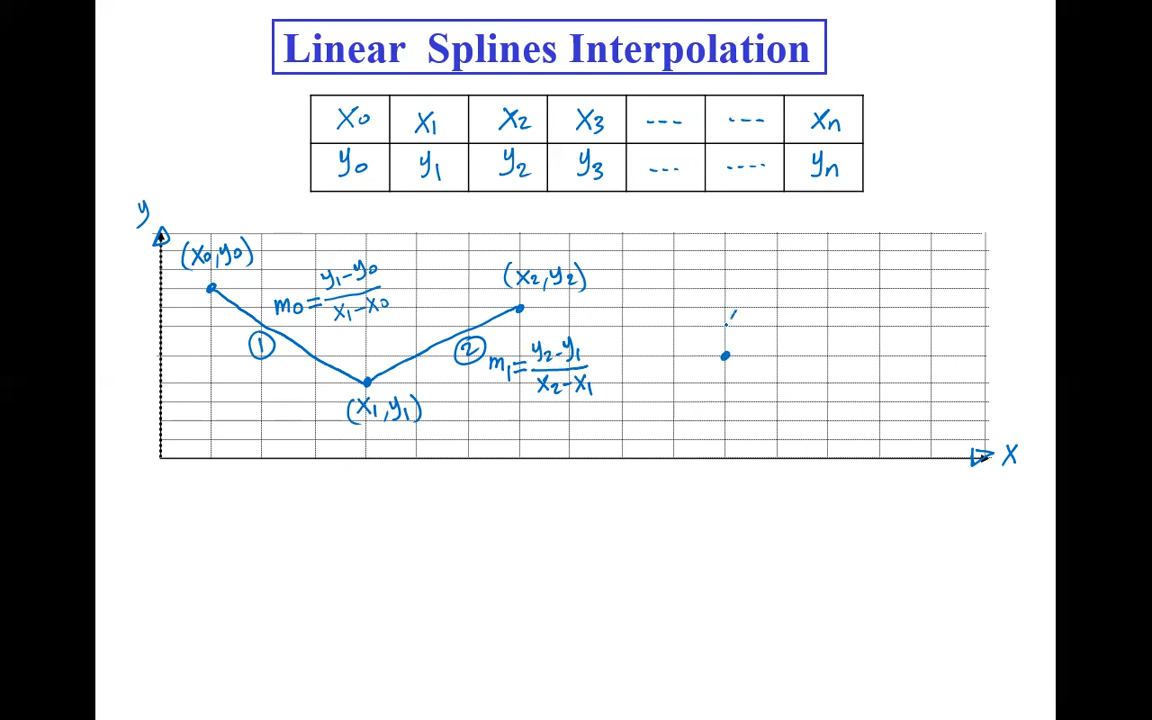 Linear Splines Interpolation
x0 x1 x2 x3 --- --- xn
y0 y1 y2 y3 --- ---- yn
y
(x0,y0)
m0 = y1-y0 / x1-x0
(x2,y2)
1
2
m1 = y2-y1 / x2-x1
(x1,y1)
x